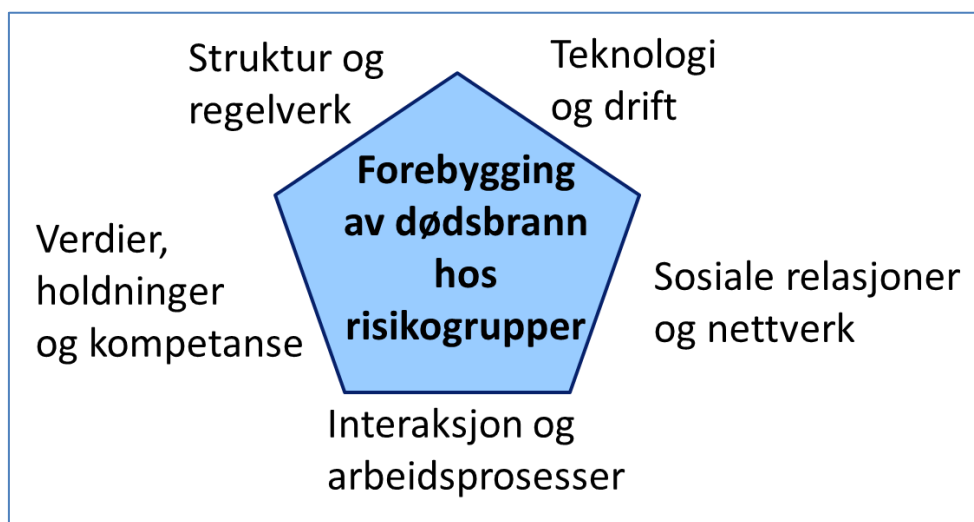 Struktur og
regelverk
Teknologi
og drift
Forebygging
av dødsbrann
hos
risikogrupper
Verdier,
holdninger
og kompetanse
Sosiale relasjoner
og nettverk
Interaksjon og
arbeidsprosesser